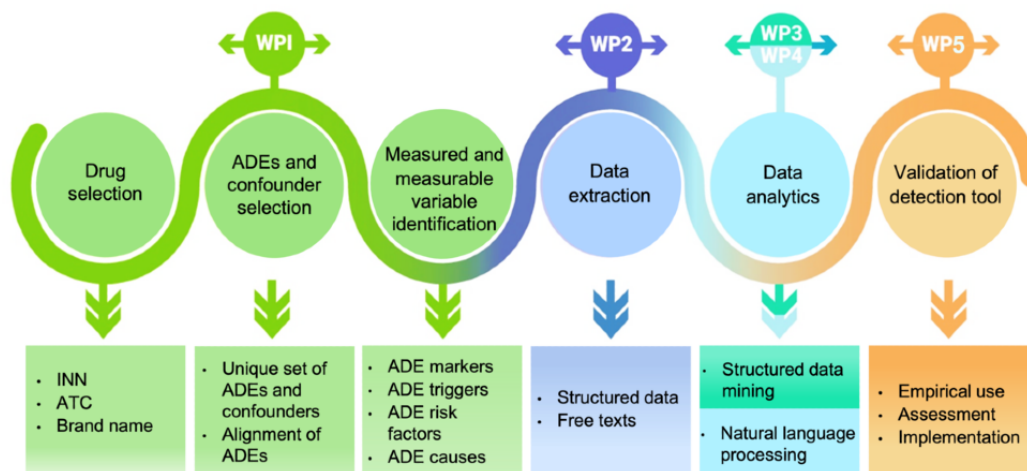 WP1
WP2
WP3
WP4
WP5
Drug
selection
ADEs and
confounder
selection
Measured and
measurable
variable
identification
Data
extraction
Data
analytics
Validation of
detection tool
• INN
• ATC
• Brand name
• Unique set of
ADEs and
confounders
• Alignment of
ADEs
• ADE markers
• ADE triggers
• ADE risk
factors
• ADE causes
• Structured data
• Free texts
• Structured data
mining
• Natural language
processing
• Empirical use
• Assessment
• Implementation